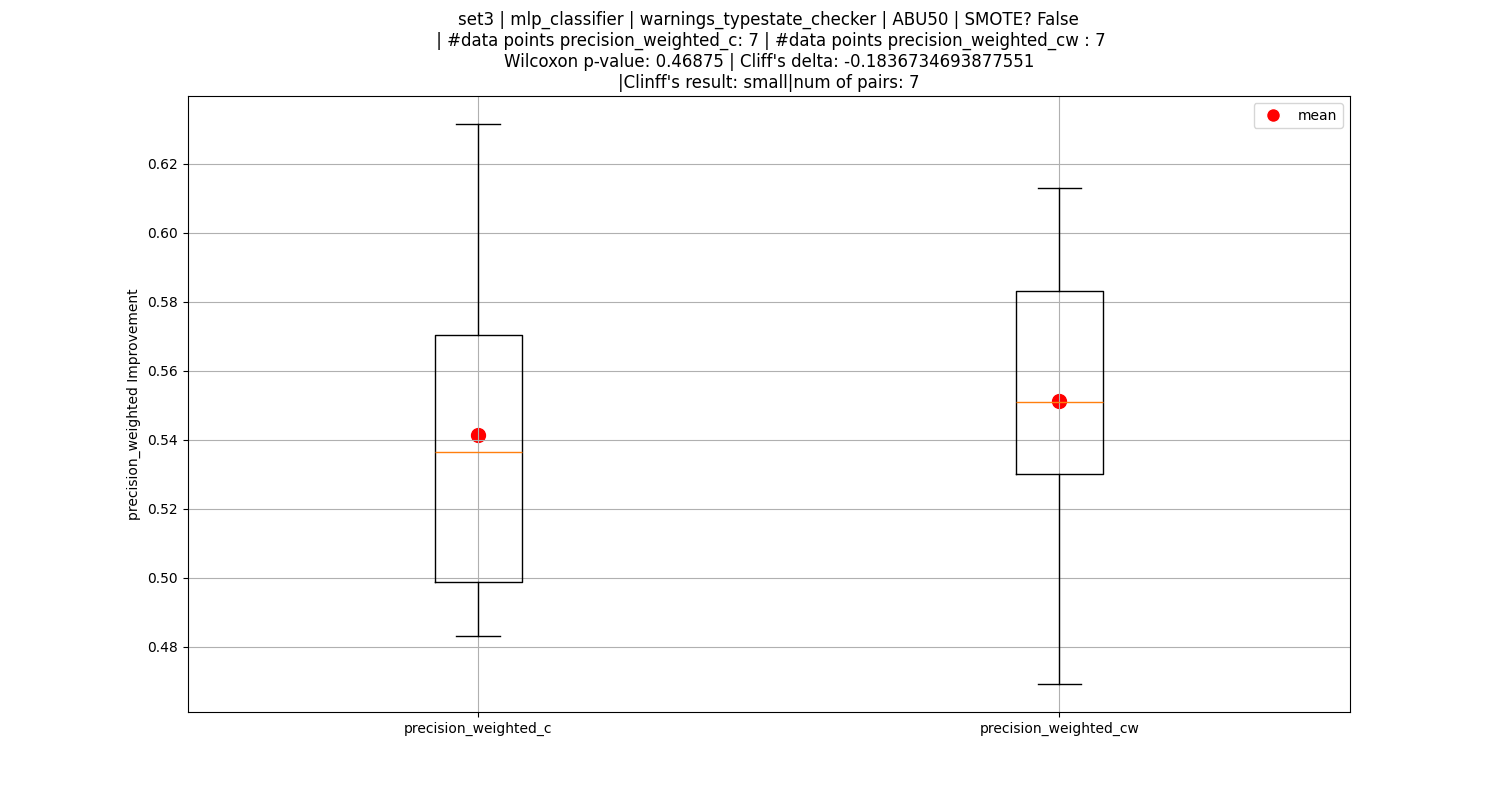 set3 | mlp_classifier | warnings_typestate_checker | ABU50 | SMOTE? False
| #data points precision_weighted_c: 7 | #data points precision_weighted_cw : 7
Wilcoxon p-value: 0.46875 | Cliff's delta: -0.1836734693877551
|Clinff's result: small|num of pairs: 7
mean
0.62
0.60
0.58
0.56
0.54
0.52
0.50
0.48
precision_weighted Improvement
precision_weighted_c
precision_weighted_cw